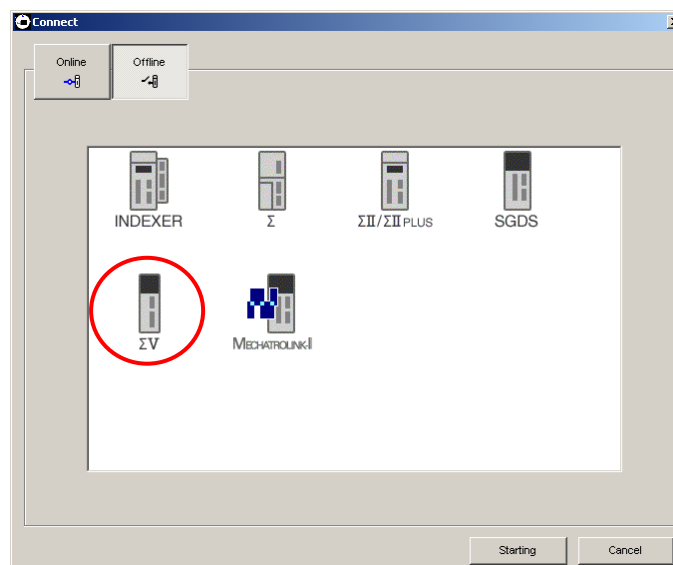 Connect
Online
Offline
INDEXER
Σ
ΣII/ΣII PLUS
SGDS
ΣV
MECHATROLINK-II
Starting
Cancel